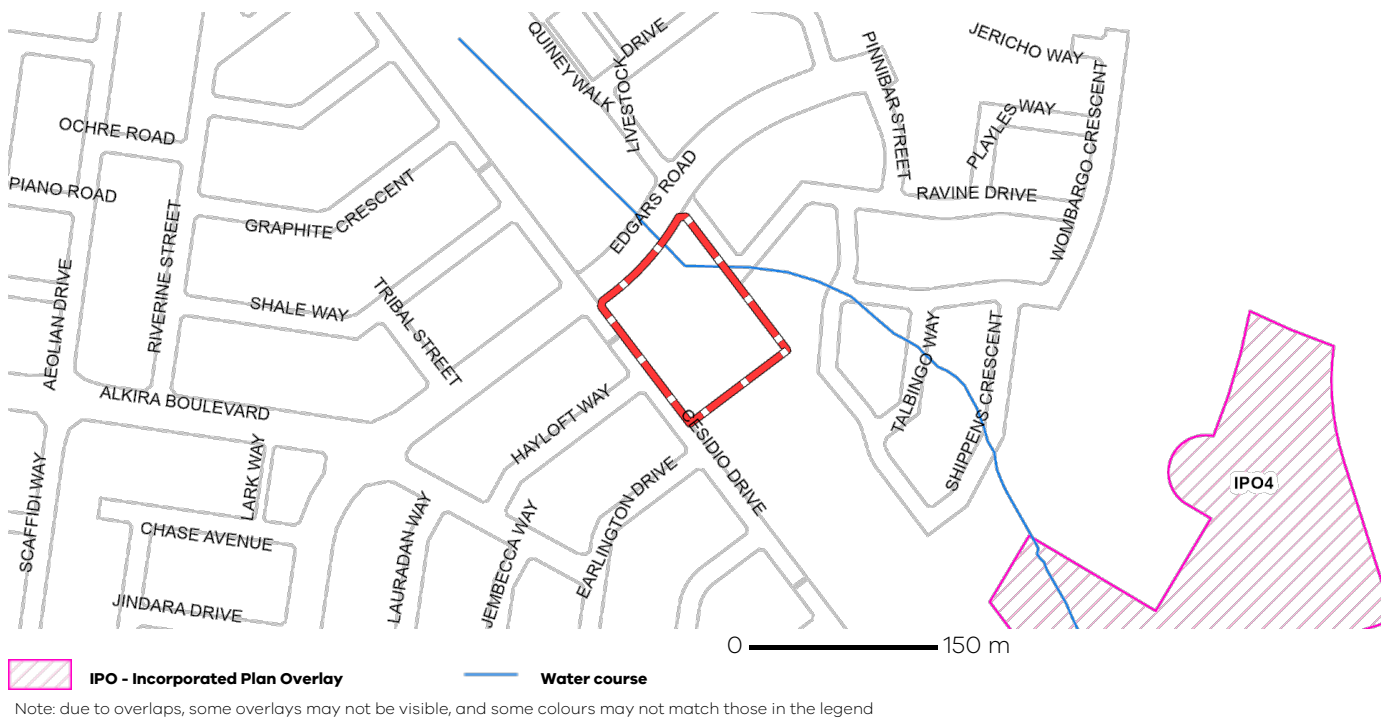 JERICHO WAY
QUINEY WALK
LIVESTOCK DRIVE
PINNIBAR STREET
PLAYLES WAY
WOMBARGO CRESCENT
OCHRE ROAD
PIANO ROAD
GRAPHITE CRESCENT
EDGARS ROAD
RAVINE DRIVE
RIVERINE STREET
AEOLIAN DRIVE
SHALE WAY
TRIBAL STREET
ALKIRA BOULEVARD
HAYLOFT WAY
CESIDIO DRIVE
TALBINGO WAY
SHIPPENS CRESCENT
SCAFFIDI WAY
LARK WAY
CHASE AVENUE
LAURADAN WAY
JEMBECCA WAY
EARLINGTON DRIVE
IPO4
JINDARA DRIVE
0 150 m
IPO - Incorporated Plan Overlay
Water course
Note: due to overlaps, some overlays may not be visible, and some colours may not match those in the legend